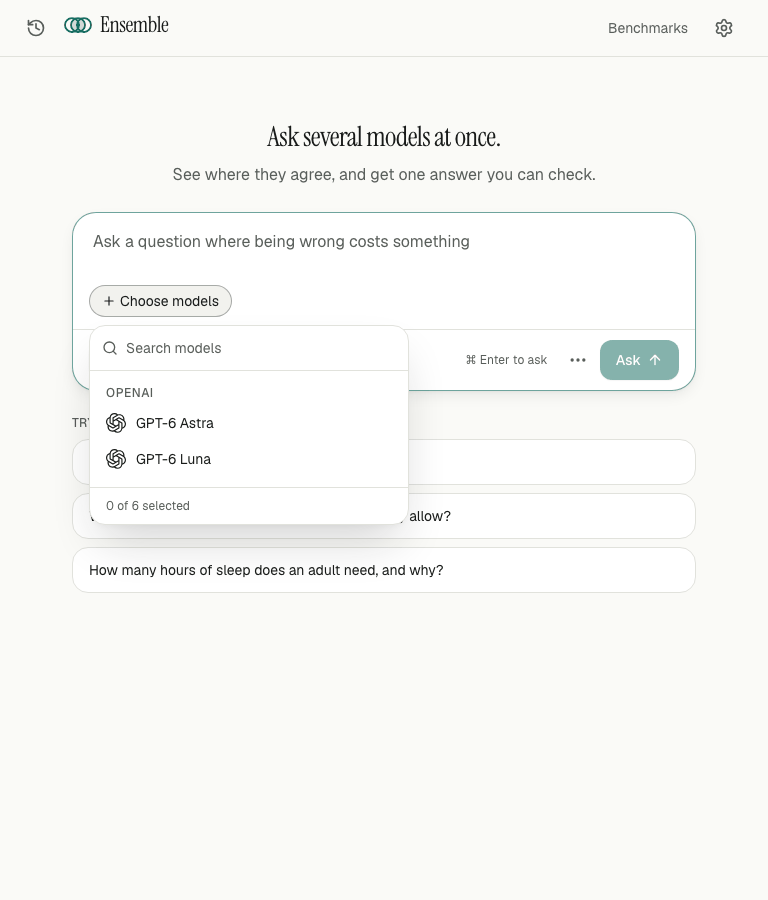 Ensemble
Benchmarks
Ask several models at once.
See where they agree, and get one answer you can check.
Ask a question where being wrong costs something
Choose models
Search models
⌘ Enter to ask
Ask
OPENAI
GPT-6 Astra
GPT-6 Luna
0 of 6 selected
allow?
How many hours of sleep does an adult need, and why?